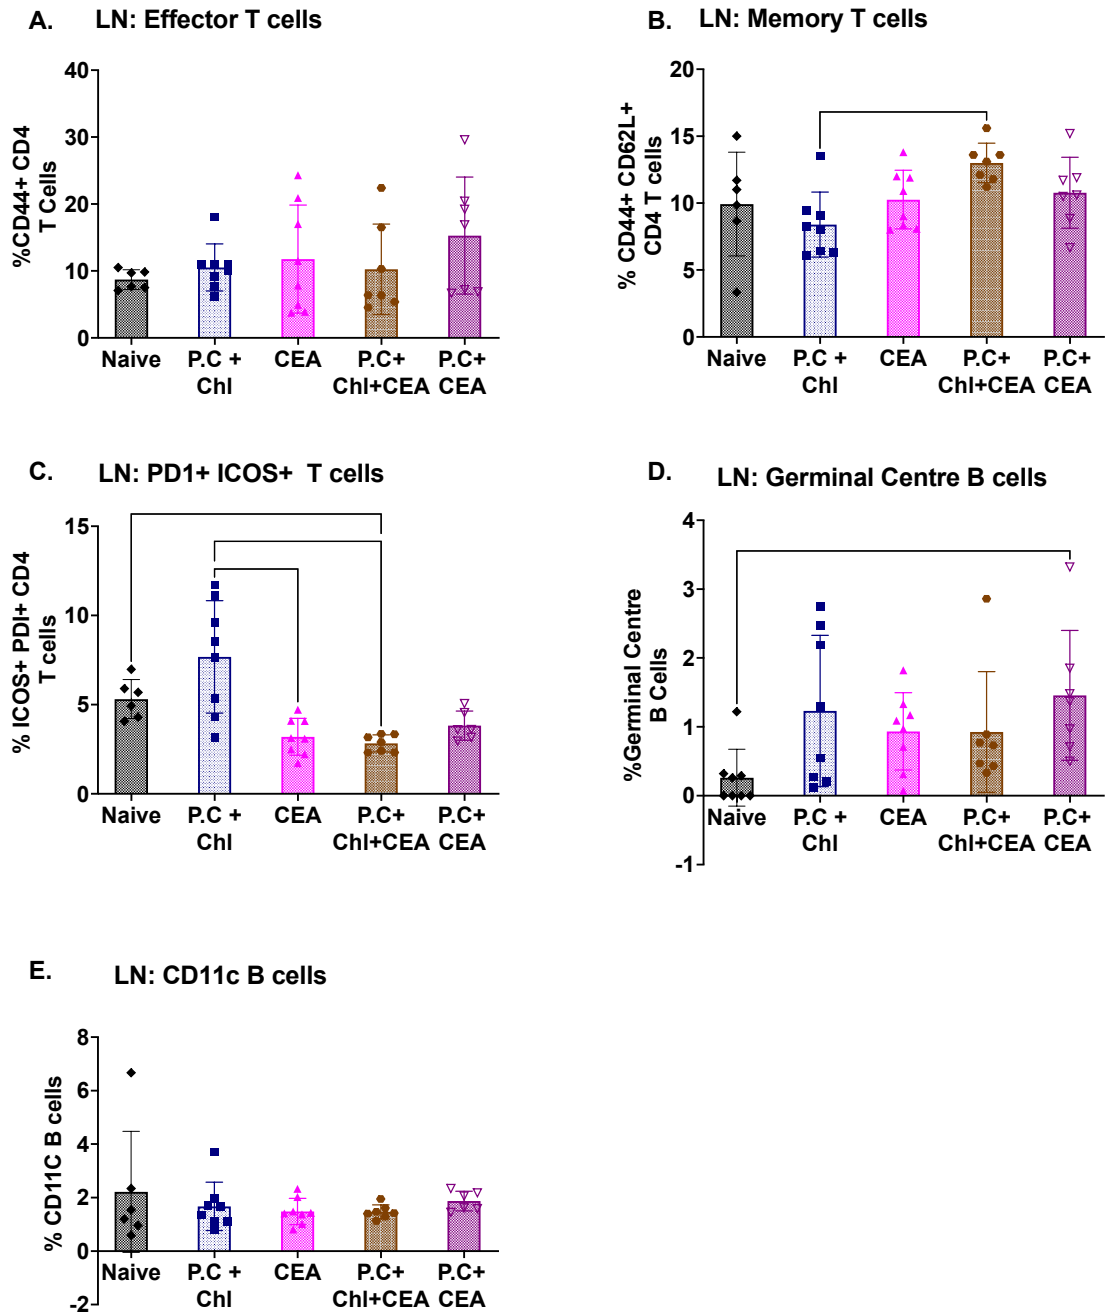 A. LN: Effector T cells
%CD44+ CD4
T Cells
40
30
20
10
0
Naive P.C + CEA P.C+ P.C+
Chl Chl+CEA CEA
B. LN: Memory T cells
% CD44+ CD62L+
CD4 T cells
20
15
10
5
0
Naive P.C + CEA P.C+ P.C+
Chl Chl+CEA CEA
C. LN: PD1+ ICOS+ T cells
% ICOS+ PDI+ CD4
T cells
15
10
5
0
Naive P.C + CEA P.C+ P.C+
Chl Chl+CEA CEA
D. LN: Germinal Centre B cells
%Germinal Centre
B Cells
4
3
2
1
0
-1
Naive P.C + CEA P.C+ P.C+
Chl Chl+CEA CEA
E. LN: CD11c B cells
% CD11C B cells
8
6
4
2
0
-2
Naive P.C + CEA P.C+ P.C+
Chl Chl+CEA CEA